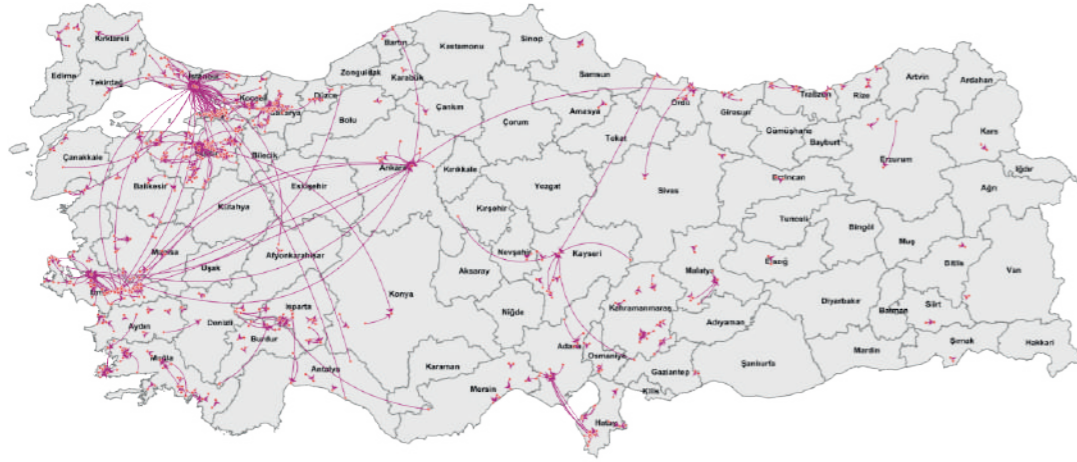 Kırklareli
Edirne
Tekirdağ
İstanbul
Kocaeli
Sakarya
Düzce
Zonguldak
Bartın
Karabük
Kastamonu
Sinop
Samsun
Ordu
Giresun
Trabzon
Rize
Artvin
Ardahan
Kars
Iğdır
Ağrı
Erzurum
Bayburt
Gümüşhane
Erzincan
Tunceli
Bingöl
Muş
Bitlis
Van
Hakkari
Şırnak
Siirt
Batman
Mardin
Diyarbakır
Elazığ
Malatya
Adıyaman
Şanlıurfa
Gaziantep
Kilis
Kahramanmaraş
Osmaniye
Hatay
Adana
Mersin
Karaman
Niğde
Aksaray
Nevşehir
Kayseri
Sivas
Tokat
Amasya
Çorum
Yozgat
Kırşehir
Kırıkkale
Ankara
Çankırı
Bolu
Bilecik
Eskişehir
Kütahya
Balıkesir
Çanakkale
Manisa
Uşak
Afyonkarahisar
Konya
Isparta
Burdur
Denizli
Aydın
Muğla
Antalya